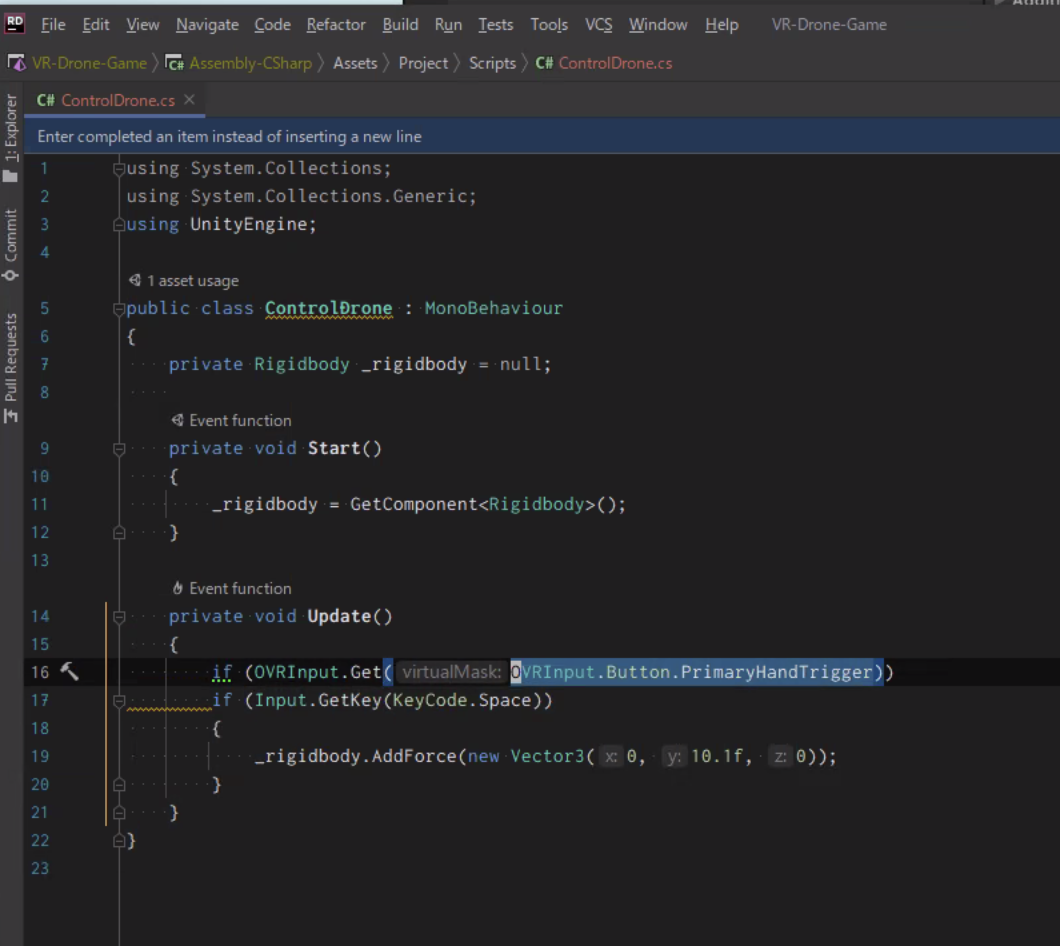 Addin
RD File Edit View Navigate Code Refactor Build Run Tests Tools VCS Window Help VR-Drone-Game
VR-Drone-Game 〉 C# Assembly-CSharp 〉 Assets 〉 Project 〉 Scripts 〉 C# ControlDrone.cs
C# ControlDrone.cs ×
1: Explorer
Commit
Pull Requests
Enter completed an item instead of inserting a new line
1 using System.Collections;
2 using System.Collections.Generic;
3 using UnityEngine;
4
1 asset usage
5 public class ControlDrone : MonoBehaviour
6 {
7 private Rigidbody _rigidbody = null;
8
Event function
9 private void Start()
10 {
11 _rigidbody = GetComponent<Rigidbody>();
12 }
13
Event function
14 private void Update()
15 {
16 if (OVRInput.Get( virtualMask: OVRInput.Button.PrimaryHandTrigger))
17 if (Input.GetKey(KeyCode.Space))
18 {
19 _rigidbody.AddForce(new Vector3( x: 0, y: 10.1f, z: 0));
20 }
21 }
22 }
23